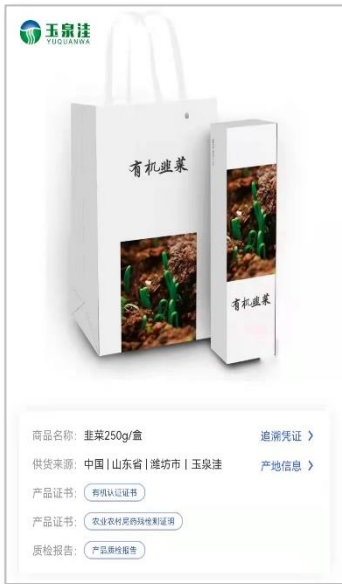 玉泉洼
YUQUANWA
有机韭菜
有机韭菜
商品名称: 韭菜250g/盒
追溯凭证 》
供货来源: 中国|山东省|潍坊市|玉泉洼
产地信息 》
产品证书: 有机认证证书
产品证书: 农业农村部药残检测证明
质检报告: 产品质检报告